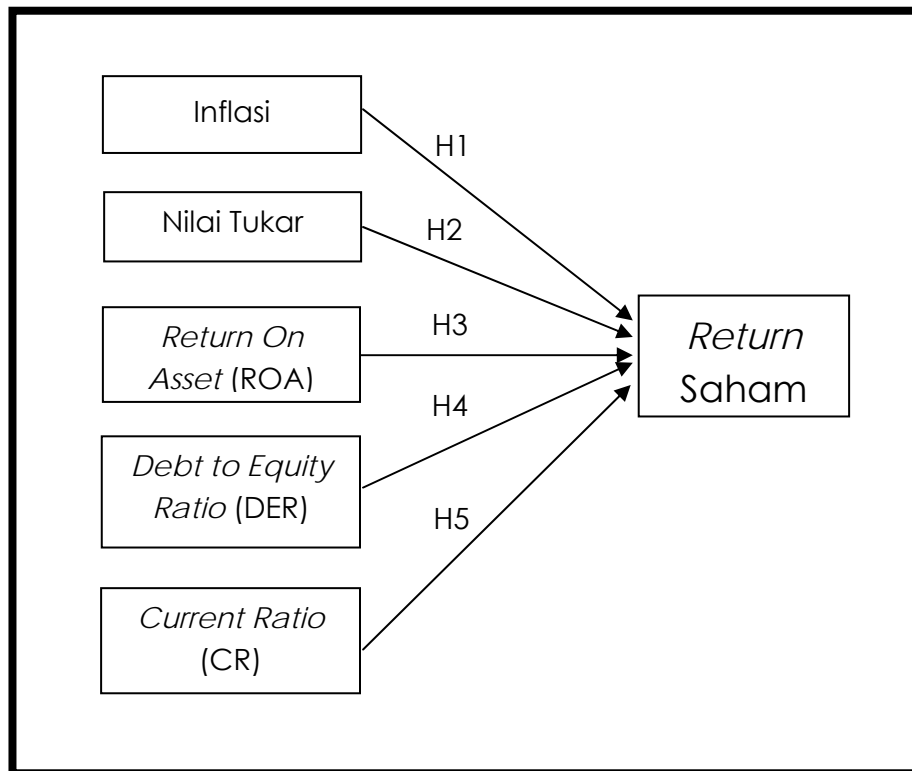 Inflasi
H1
Nilai Tukar
H2
Return On
Asset (ROA)
H3
Return
Saham
H4
Debt to Equity
Ratio (DER)
H5
Current Ratio
(CR)